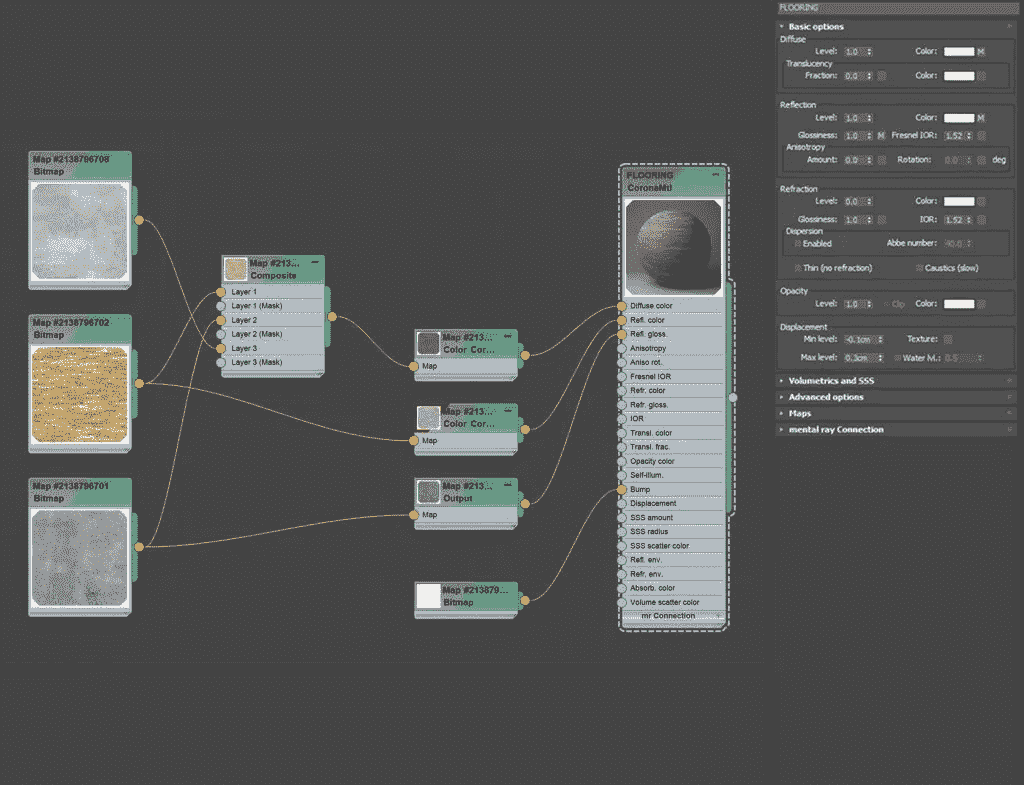 Map #2138796708
Bitmap
Map #2138796702
Bitmap
Map #2138796701
Bitmap
Map #213...
Composite
Layer 1
Layer 1 (Mask)
Layer 2
Layer 2 (Mask)
Layer 3
Layer 3 (Mask)
Map #213...
Color Cor...
Map
Map #213...
Color Cor...
Map
Map #213...
Output
Map
Map #213879...
Bitmap
FLOORING
CoronaMtl
Diffuse color
Refl. color
Refl. gloss.
Anisotropy
Aniso rot.
Fresnel IOR
Refr. color
Refr. gloss.
IOR
Transl. color
Transl. frac.
Opacity color
Self-illum.
Bump
Displacement
SSS amount
SSS radius
SSS scatter color
Refl. env.
Refr. env.
Absorb. color
Volume scatter color
mr Connection
FLOORING
Basic options
Diffuse
Level: 1.0 Color: M
Translucency
Fraction: 0.0 Color:
Reflection
Level: 1.0 Color: M
Glossiness: 1.0 M Fresnel IOR: 1.52
Anisotropy
Amount: 0.0 Rotation: 0.0 deg
Refraction
Level: 0.0 Color:
Glossiness: 1.0 IOR: 1.52
Dispersion
Enabled Abbe number: 90.0
Thin (no refraction) Caustics (slow)
Opacity
Level: 1.0 Clip Color:
Displacement
Min level: -0.1cm Texture:
Max level: 0.3cm Water lvl.: 0.5
Volumetrics and SSS
Advanced options
Maps
mental ray Connection